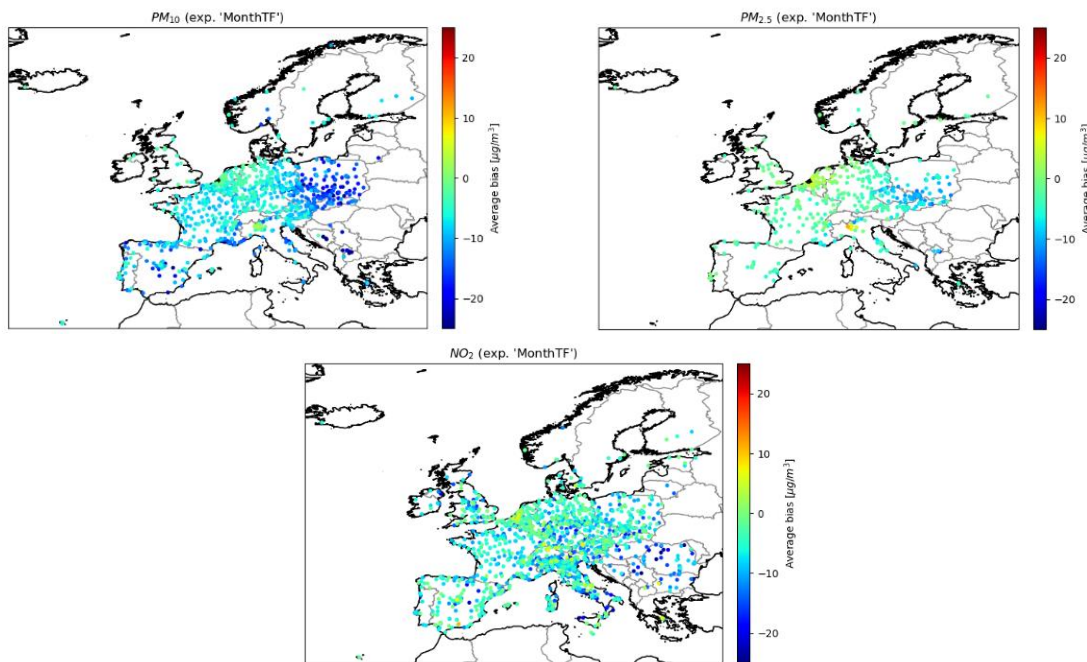 PM10 (exp. 'MonthTF')
20
10
0
−10
−20
Average bias [μg/m³]
PM2.5 (exp. 'MonthTF')
20
10
0
−10
−20
Average bias [μg/m³]
NO2 (exp. 'MonthTF')
20
10
0
−10
−20
Average bias [μg/m³]